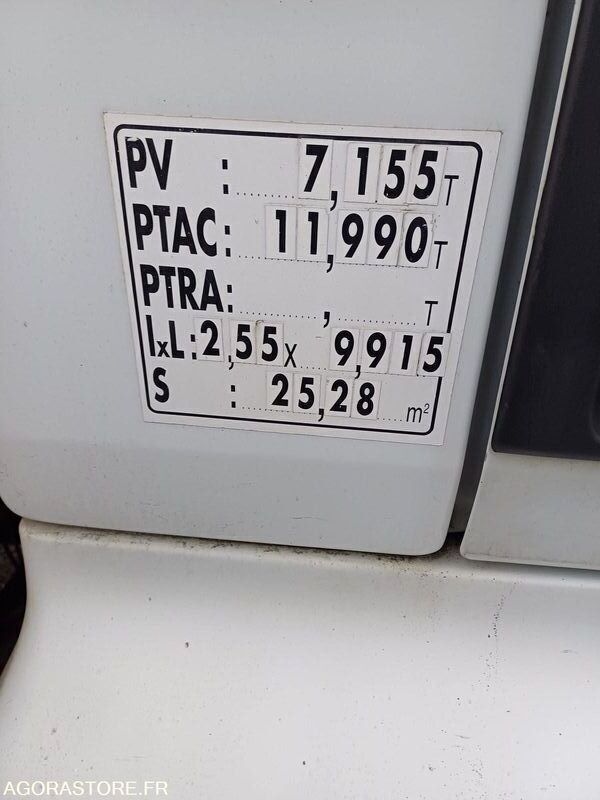 PV : 7,155 T
PTAC : 11,990 T
PTRA : , T
lxL : 2,55 x 9,915
S : 25,28 m²
AGORASTORE.FR